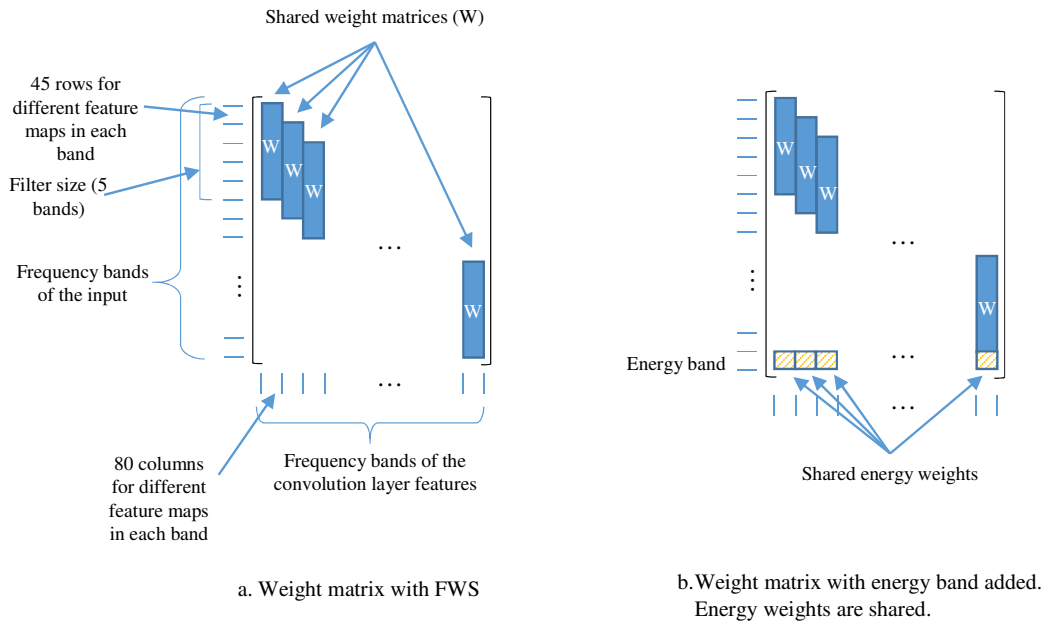 Shared weight matrices (W)
45 rows for
different feature
maps in each
band
Filter size (5
bands)
Frequency bands
of the input
W
W
W
...
...
W
...
80 columns
for different
feature maps
in each band
Frequency bands of the
convolution layer features
a. Weight matrix with FWS
W
W
W
...
...
W
Energy band
...
...
Shared energy weights
b.Weight matrix with energy band added.
Energy weights are shared.